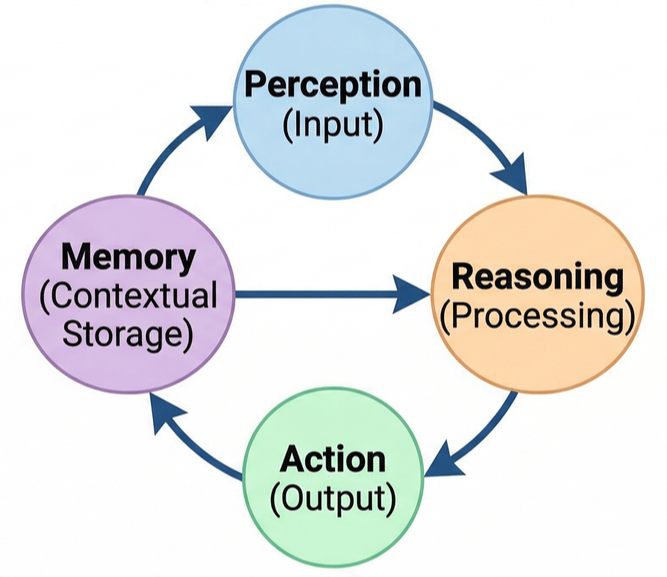 Perception
(Input)
Memory
(Contextual
Storage)
Reasoning
(Processing)
Action
(Output)